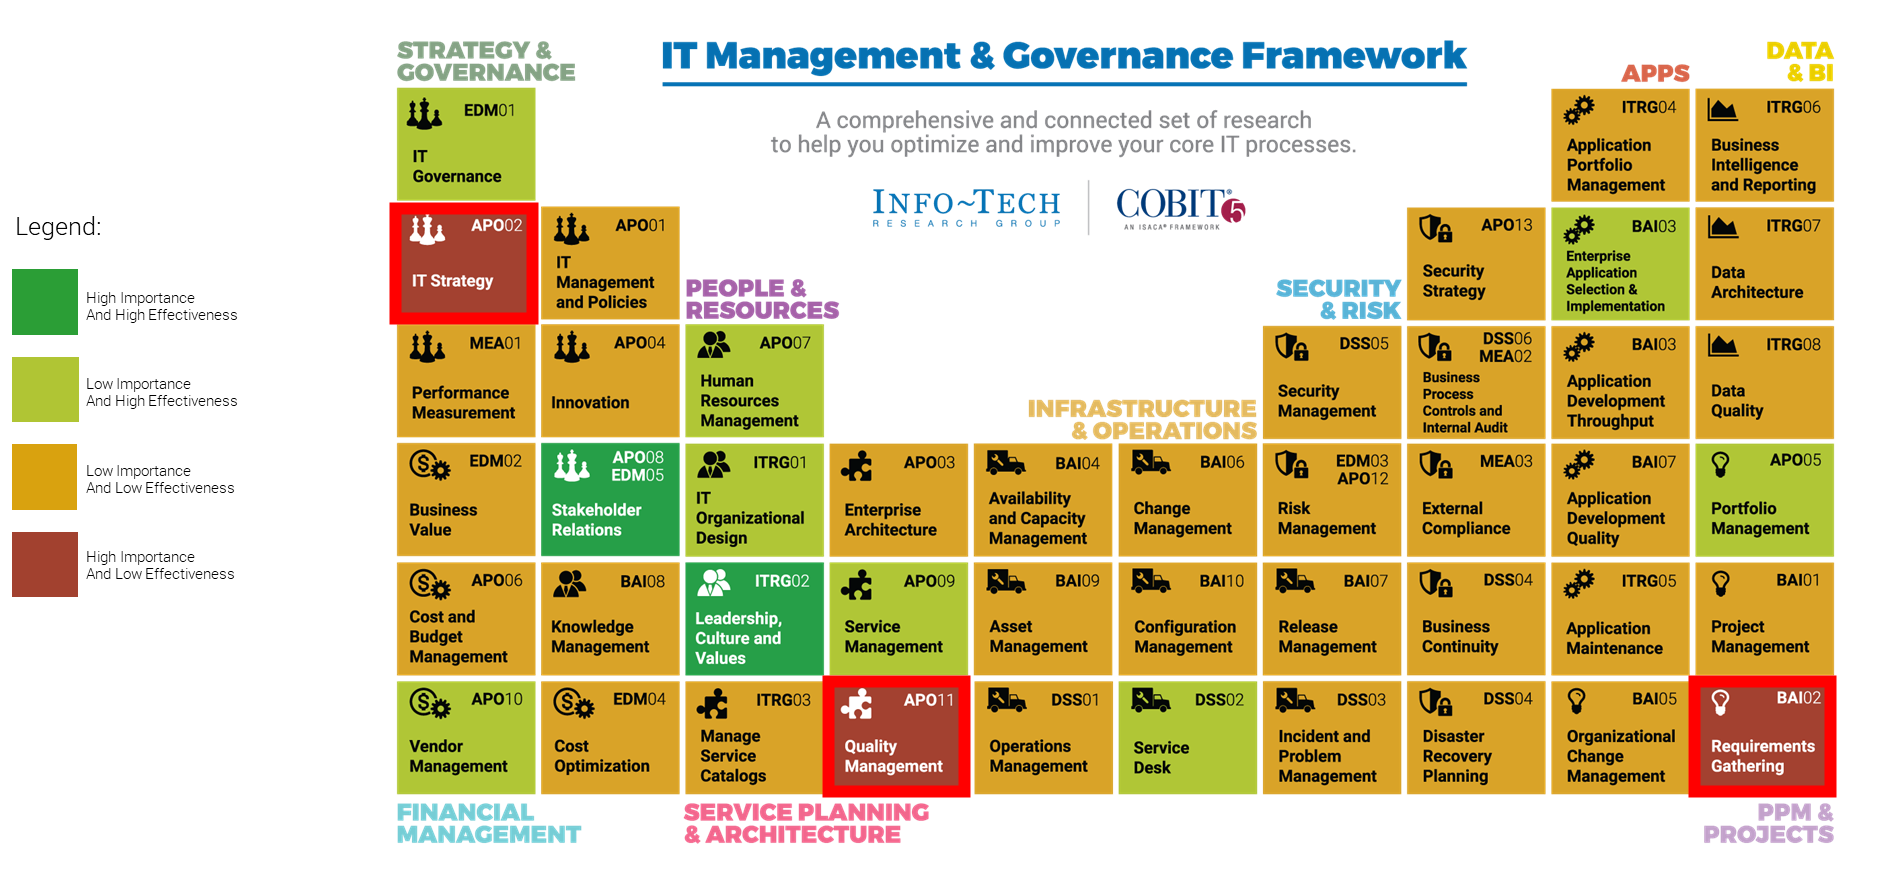 STRATEGY &
GOVERNANCE
IT Management & Governance Framework
A comprehensive and connected set of research
to help you optimize and improve your core IT processes.
INFO~TECH
RESEARCH GROUP
COBIT® 5
AN ISACA® FRAMEWORK
APPS
DATA
& BI
EDM01
IT
Governance
ITRG04
Application
Portfolio
Management
ITRG06
Business
Intelligence
and Reporting
Legend:
High Importance
And High Effectiveness
Low Importance
And High Effectiveness
Low Importance
And Low Effectiveness
High Importance
And Low Effectiveness
APO02
IT Strategy
APO01
IT
Management
and Policies
PEOPLE &
RESOURCES
SECURITY
& RISK
APO13
Security
Strategy
BAI03
Enterprise
Application
Selection &
Implementation
ITRG07
Data
Architecture
MEA01
Performance
Measurement
APO04
Innovation
APO07
Human
Resources
Management
INFRASTRUCTURE
& OPERATIONS
DSS05
Security
Management
DSS06
MEA02
Business
Process
Controls and
Internal Audit
BAI03
Application
Development
Throughput
ITRG08
Data
Quality
EDM02
Business
Value
APO08
EDM05
Stakeholder
Relations
ITRG01
IT
Organizational
Design
APO03
Enterprise
Architecture
BAI04
Availability
and Capacity
Management
BAI06
Change
Management
EDM03
APO12
Risk
Management
MEA03
External
Compliance
BAI07
Application
Development
Quality
APO05
Portfolio
Management
APO06
Cost and
Budget
Management
BAI08
Knowledge
Management
ITRG02
Leadership,
Culture and
Values
APO09
Service
Management
BAI09
Asset
Management
BAI10
Configuration
Management
BAI07
Release
Management
DSS04
Business
Continuity
ITRG05
Application
Maintenance
BAI01
Project
Management
APO10
Vendor
Management
EDM04
Cost
Optimization
ITRG03
Manage
Service
Catalogs
APO11
Quality
Management
DSS01
Operations
Management
DSS02
Service
Desk
DSS03
Incident and
Problem
Management
DSS04
Disaster
Recovery
Planning
BAI05
Organizational
Change
Management
BAI02
Requirements
Gathering
FINANCIAL
MANAGEMENT
SERVICE PLANNING
& ARCHITECTURE
PPM &
PROJECTS